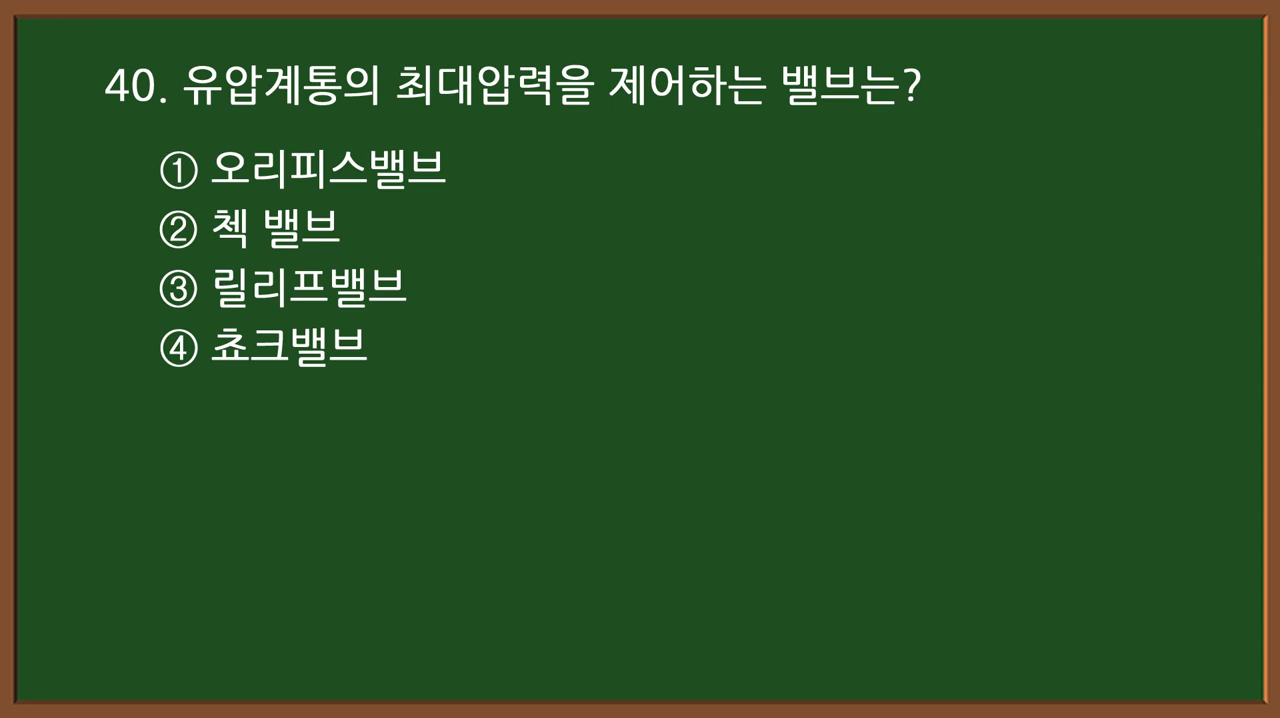 40. 유압계통의 최대압력을 제어하는 밸브는?
① 오리피스밸브
② 첵 밸브
③ 릴리프밸브
④ 쵸크밸브